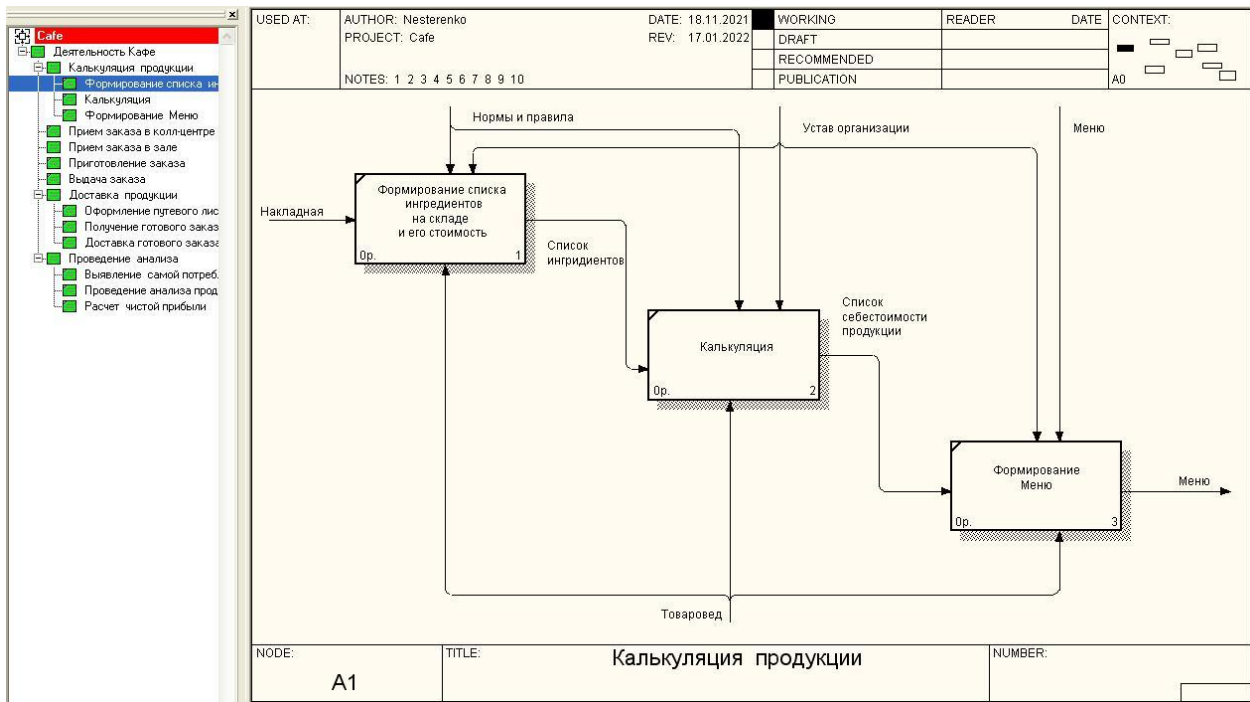 Cafe
Деятельность Кафе
Калькуляция продукции
Формирование списка ин
Калькуляция
Формирование Меню
Прием заказа в колл-центре
Прием заказа в зале
Приготовление заказа
Выдача заказа
Доставка продукции
Оформление путевого лис
Получение готового заказ
Доставка готового заказа
Проведение анализа
Выявление самой потреб.
Проведение анализа прод
Расчет чистой прибыли
USED AT:
AUTHOR: Nesterenko
DATE: 18.11.2021
PROJECT: Cafe
REV: 17.01.2022
NOTES: 1 2 3 4 5 6 7 8 9 10
WORKING
DRAFT
RECOMMENDED
PUBLICATION
READER DATE
CONTEXT:
A0
Нормы и правила
Устав организации
Меню
Накладная
Формирование списка
ингредиентов
на складе
и его стоимость
0р. 1
Список
ингридиентов
Калькуляция
0р. 2
Список
себестоимости
продукции
Формирование
Меню
0р. 3
Меню
Товаровед
NODE:
A1
TITLE:
Калькуляция продукции
NUMBER: